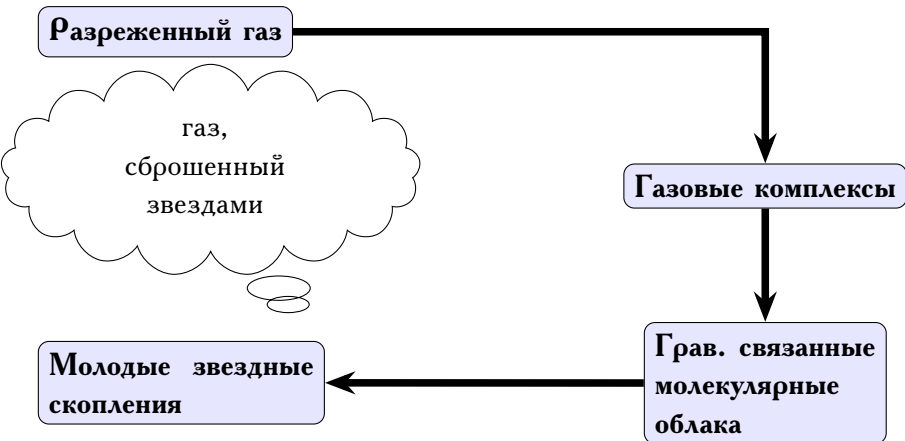 Разреженный газ
газ,
сброшенный
звездами
Газовые комплексы
Грав. связанные
молекулярные
облака
Молодые звездные
скопления